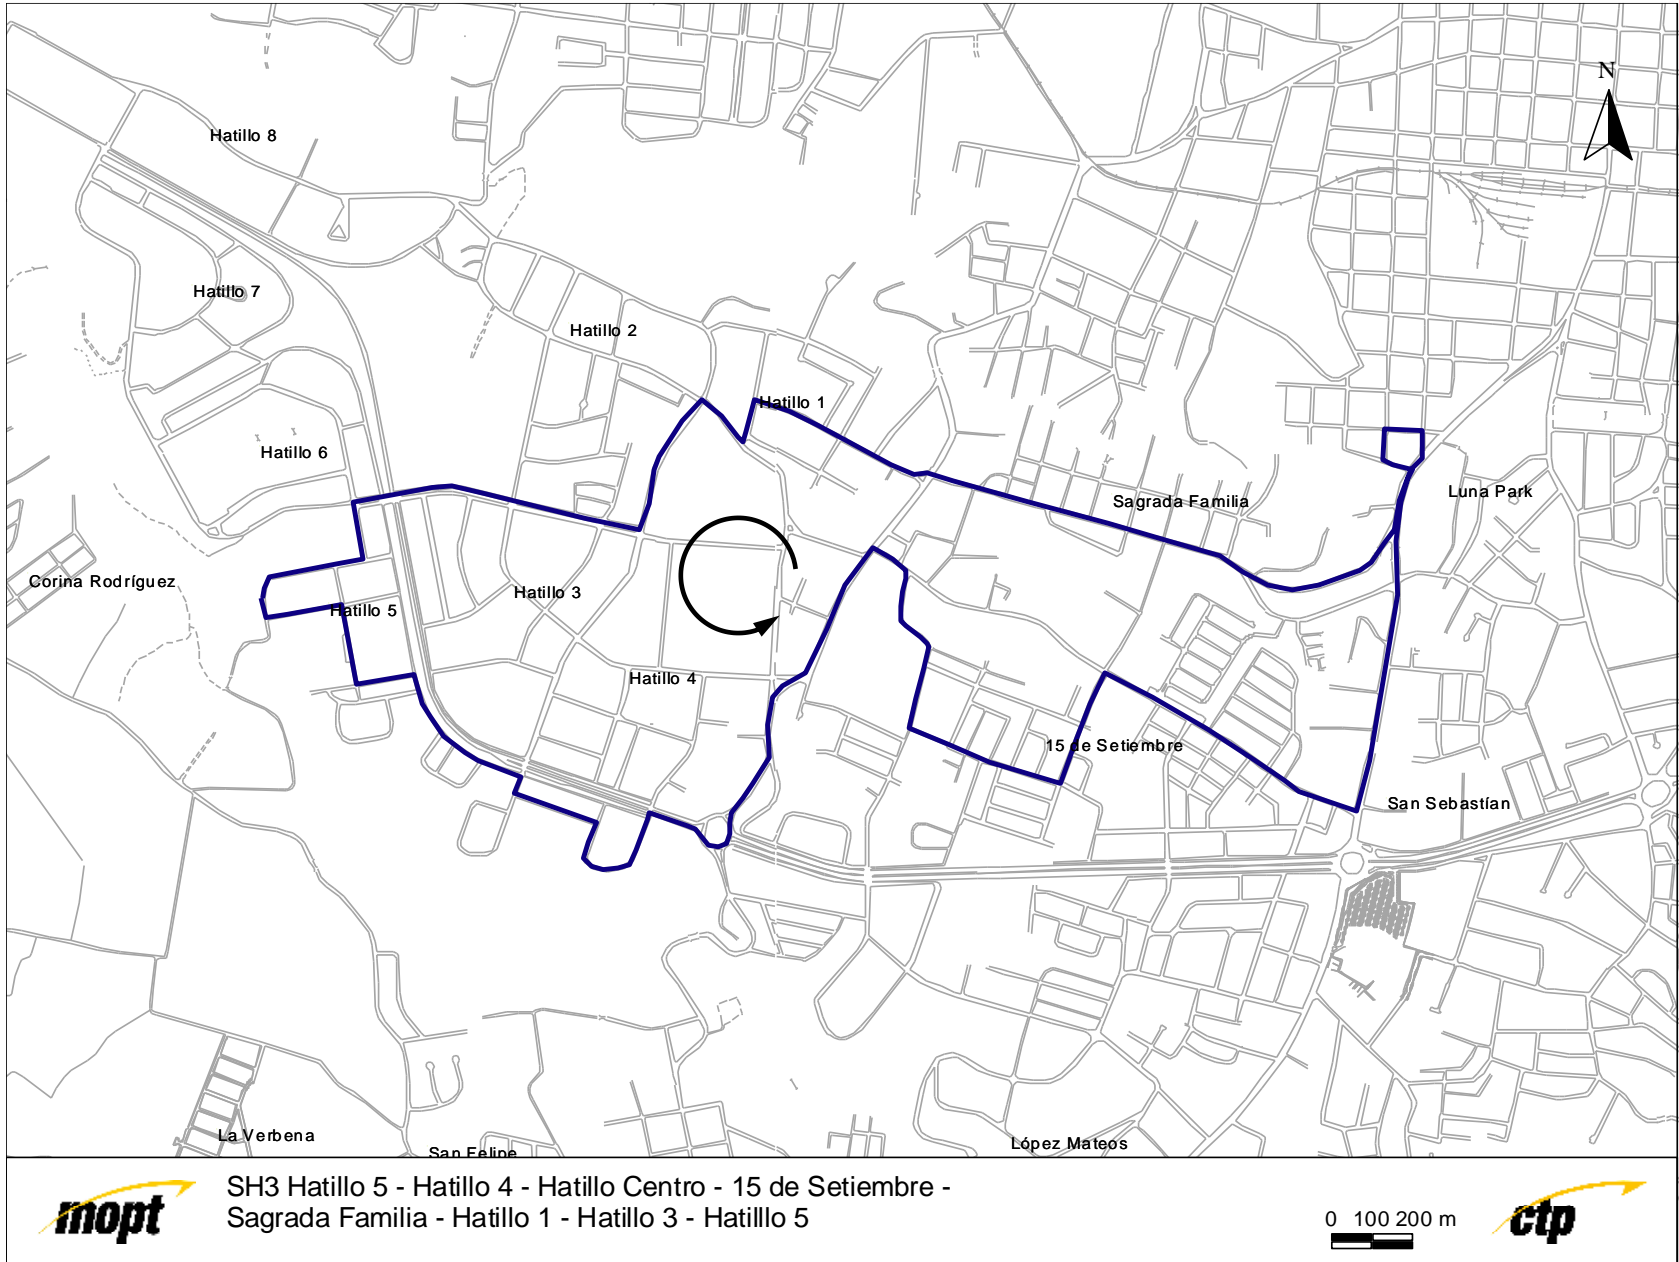 N
Hatillo 8
Hatillo 7
Hatillo 2
Hatillo 1
Hatillo 6
Sagrada Familia
Luna Park
Corina Rodríguez
Hatillo 5
Hatillo 3
Hatillo 4
15 de Setiembre
San Sebastían
La Verbena
San Felipe
López Mateos
mopt
SH3 Hatillo 5 - Hatillo 4 - Hatillo Centro - 15 de Setiembre -
Sagrada Familia - Hatillo 1 - Hatillo 3 - Hatilllo 5
0 100 200 m
ctp